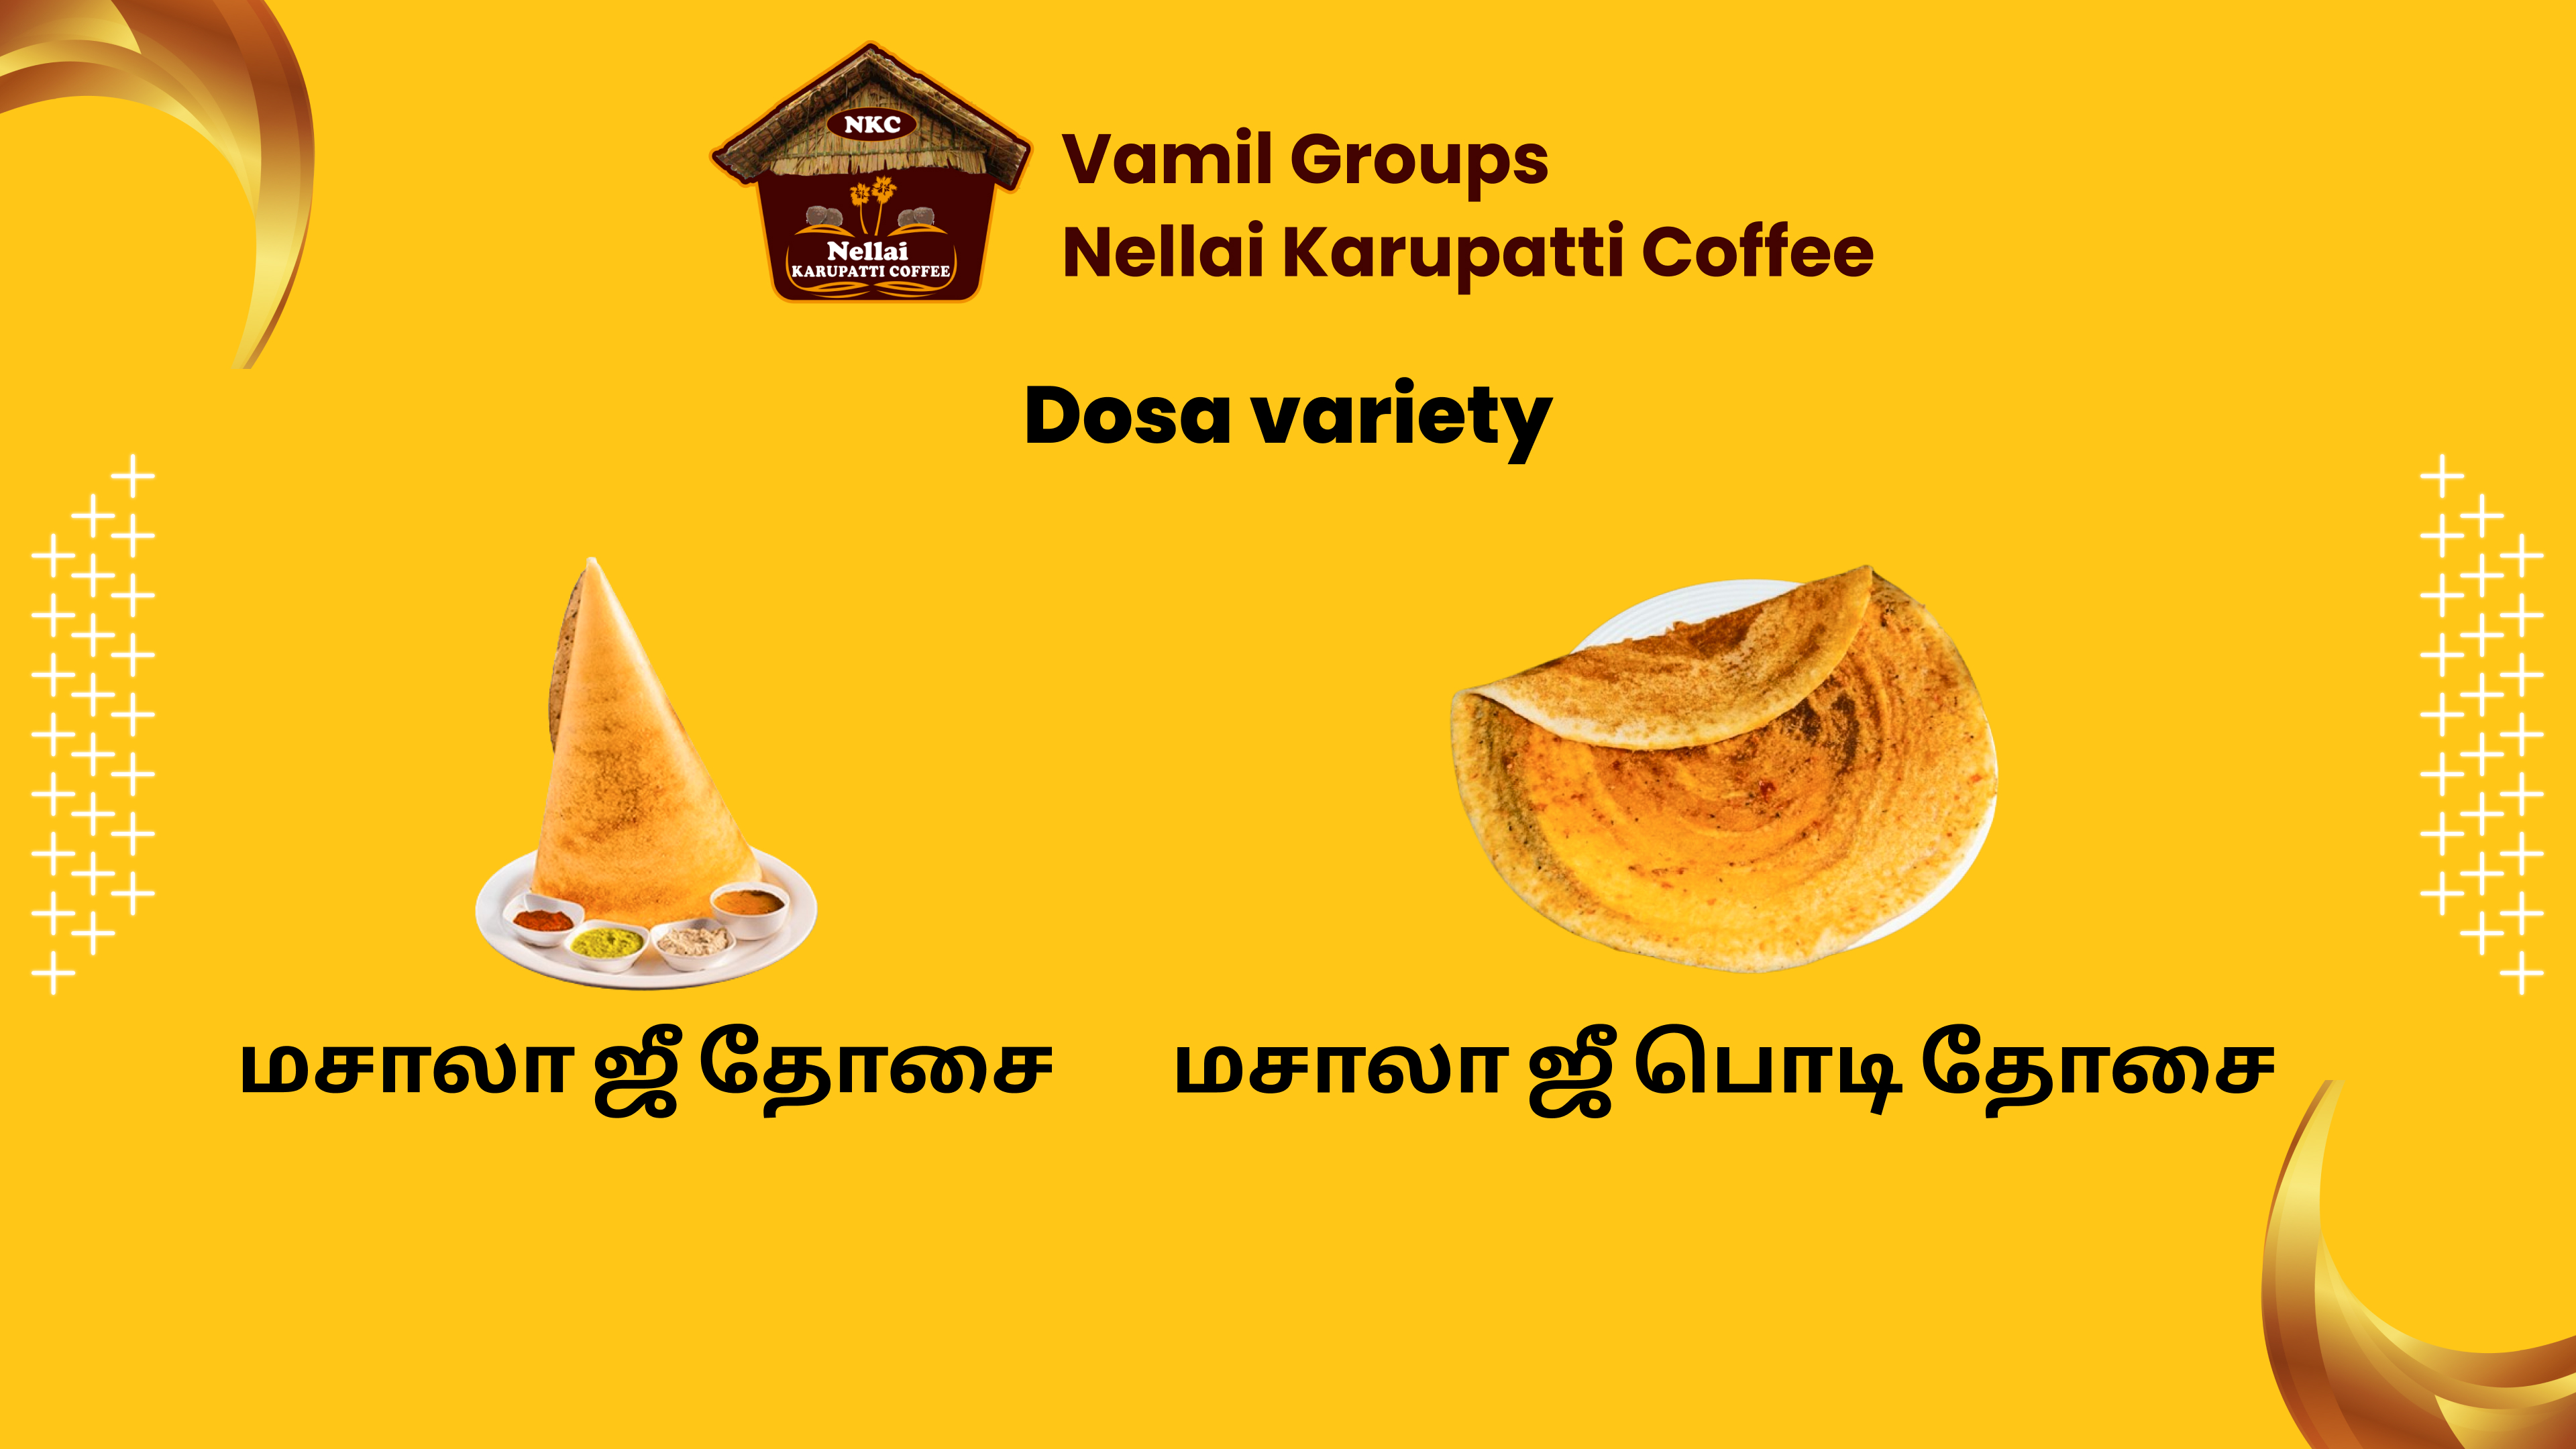 NKC
Nellai
KARUPATTI COFFEE
Vamil Groups
Nellai Karupatti Coffee
Dosa variety
மசாலா ஜீ தோசை
மசாலா ஜீ பொடி தோசை